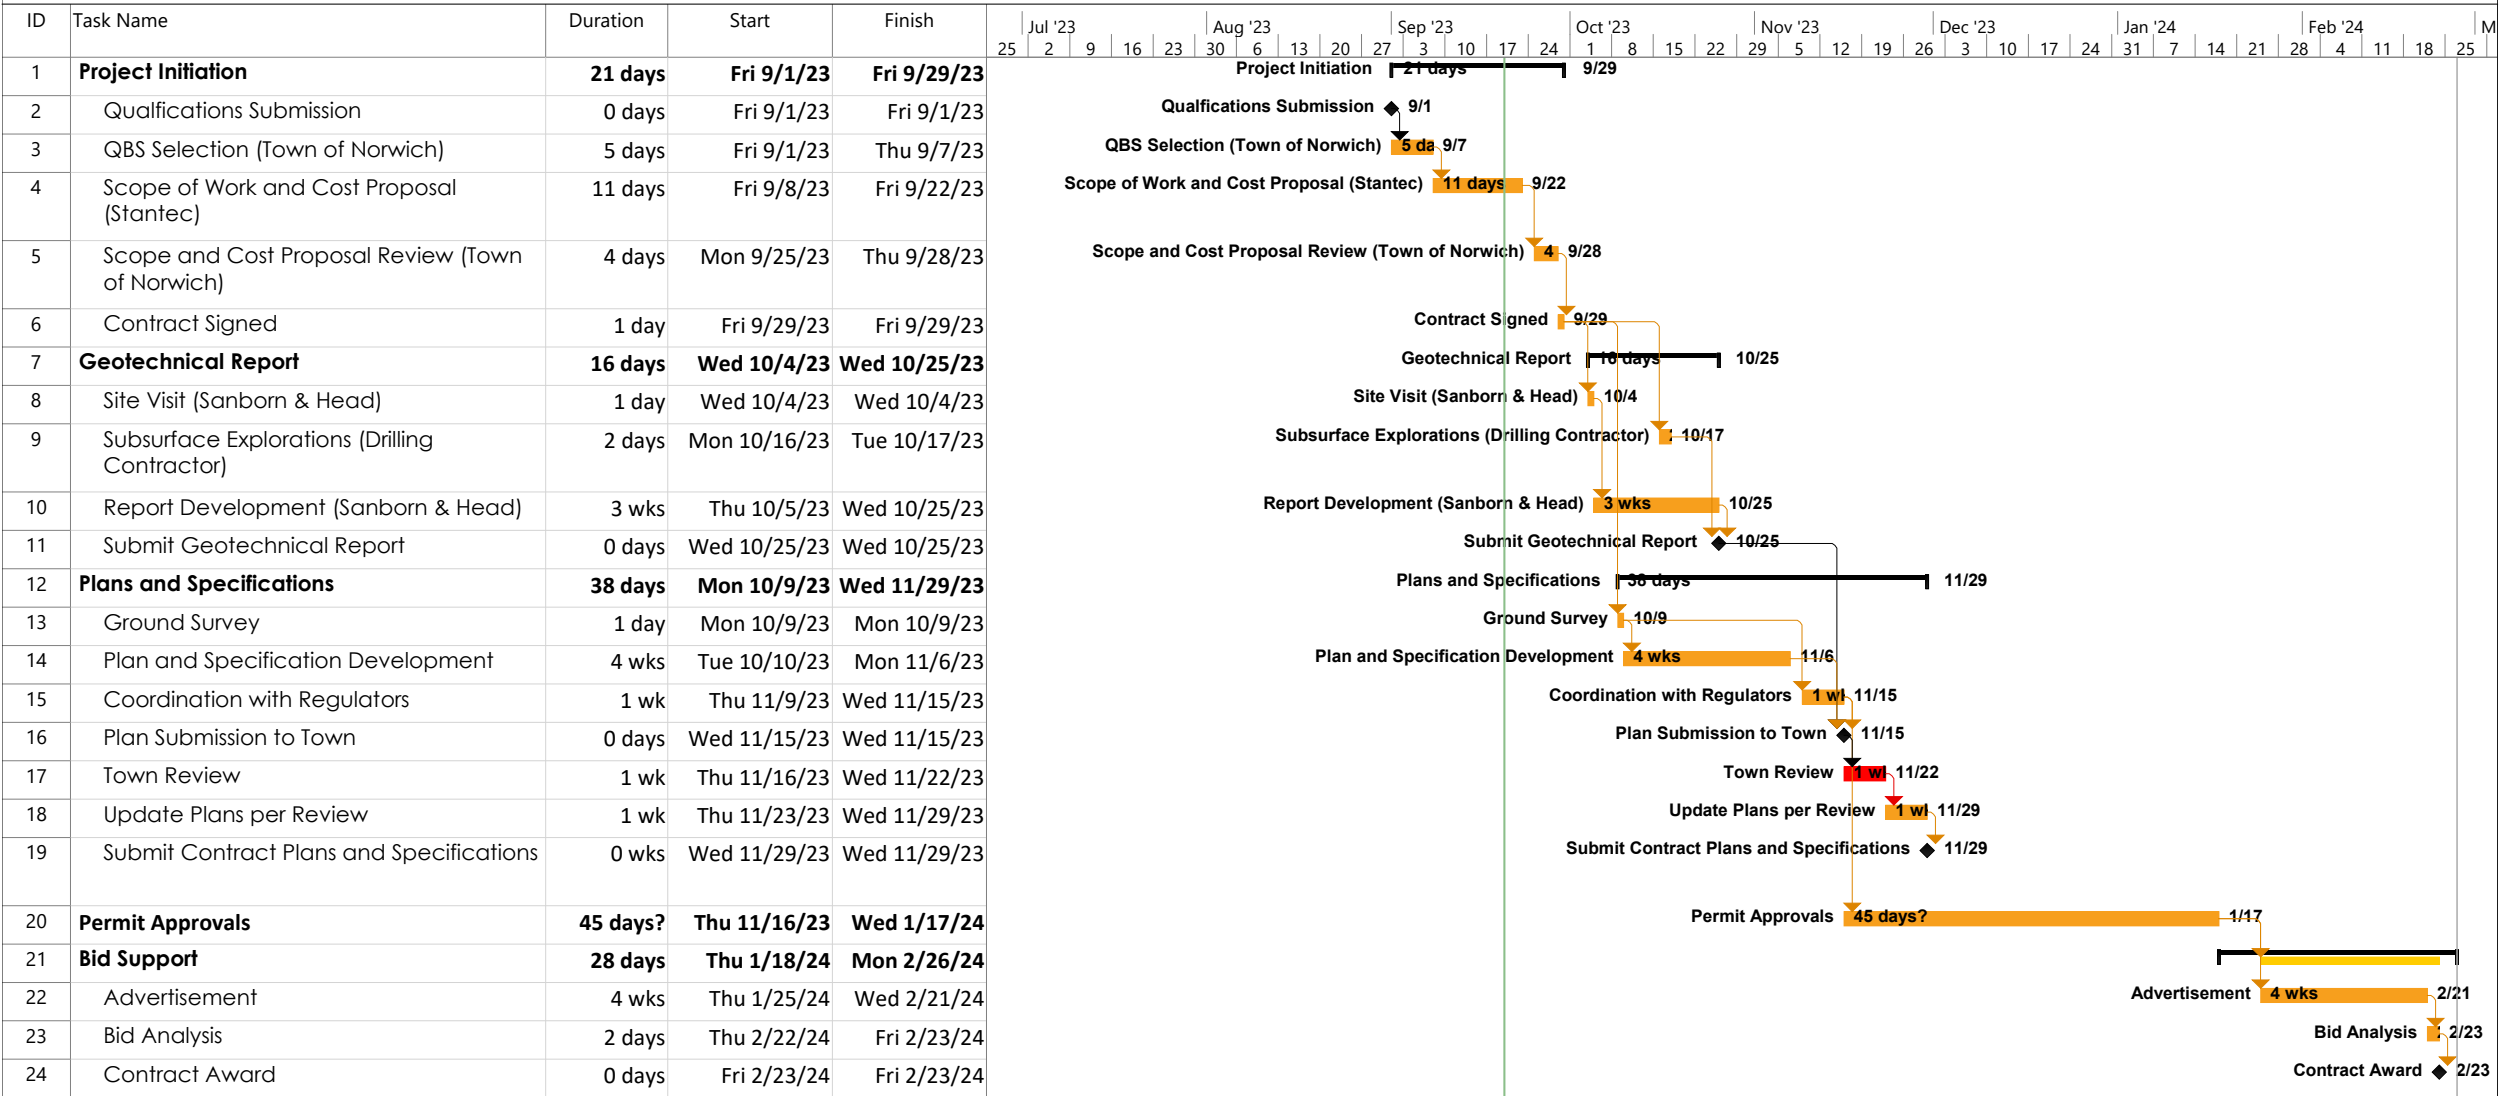 ID Task Name Duration Start Finish Jul '23 Aug '23 Sep '23 Oct '23 Nov '23 Dec '23 Jan '24 Feb '24 M
25 2 9 16 23 30 6 13 20 27 3 10 17 24 1 8 15 22 29 5 12 19 26 3 10 17 24 31 7 14 21 28 4 11 18 25
1 Project Initiation 21 days Fri 9/1/23 Fri 9/29/23 Project Initiation 21 days 9/29
2 Qualfications Submission 0 days Fri 9/1/23 Fri 9/1/23 Qualfications Submission 9/1
3 QBS Selection (Town of Norwich) 5 days Fri 9/1/23 Thu 9/7/23 QBS Selection (Town of Norwich) 5 da 9/7
4 Scope of Work and Cost Proposal 11 days Fri 9/8/23 Fri 9/22/23 Scope of Work and Cost Proposal (Stantec) 11 days 9/22
(Stantec)
5 Scope and Cost Proposal Review (Town 4 days Mon 9/25/23 Thu 9/28/23 Scope and Cost Proposal Review (Town of Norwich) 4 9/28
of Norwich)
6 Contract Signed 1 day Fri 9/29/23 Fri 9/29/23 Contract Signed 9/29
7 Geotechnical Report 16 days Wed 10/4/23 Wed 10/25/23 Geotechnical Report 16 days 10/25
8 Site Visit (Sanborn & Head) 1 day Wed 10/4/23 Wed 10/4/23 Site Visit (Sanborn & Head) 10/4
9 Subsurface Explorations (Drilling 2 days Mon 10/16/23 Tue 10/17/23 Subsurface Explorations (Drilling Contractor) 10/17
Contractor)
10 Report Development (Sanborn & Head) 3 wks Thu 10/5/23 Wed 10/25/23 Report Development (Sanborn & Head) 3 wks 10/25
11 Submit Geotechnical Report 0 days Wed 10/25/23 Wed 10/25/23 Submit Geotechnical Report 10/25
12 Plans and Specifications 38 days Mon 10/9/23 Wed 11/29/23 Plans and Specifications 38 days 11/29
13 Ground Survey 1 day Mon 10/9/23 Mon 10/9/23 Ground Survey 10/9
14 Plan and Specification Development 4 wks Tue 10/10/23 Mon 11/6/23 Plan and Specification Development 4 wks 11/6
15 Coordination with Regulators 1 wk Thu 11/9/23 Wed 11/15/23 Coordination with Regulators 1 wk 11/15
16 Plan Submission to Town 0 days Wed 11/15/23 Wed 11/15/23 Plan Submission to Town 11/15
17 Town Review 1 wk Thu 11/16/23 Wed 11/22/23 Town Review 1 wk 11/22
18 Update Plans per Review 1 wk Thu 11/23/23 Wed 11/29/23 Update Plans per Review 1 wk 11/29
19 Submit Contract Plans and Specifications 0 wks Wed 11/29/23 Wed 11/29/23 Submit Contract Plans and Specifications 11/29
20 Permit Approvals 45 days? Thu 11/16/23 Wed 1/17/24 Permit Approvals 45 days? 1/17
21 Bid Support 28 days Thu 1/18/24 Mon 2/26/24
22 Advertisement 4 wks Thu 1/25/24 Wed 2/21/24 Advertisement 4 wks 2/21
23 Bid Analysis 2 days Thu 2/22/24 Fri 2/23/24 Bid Analysis 2/23
24 Contract Award 0 days Fri 2/23/24 Fri 2/23/24 Contract Award 2/23